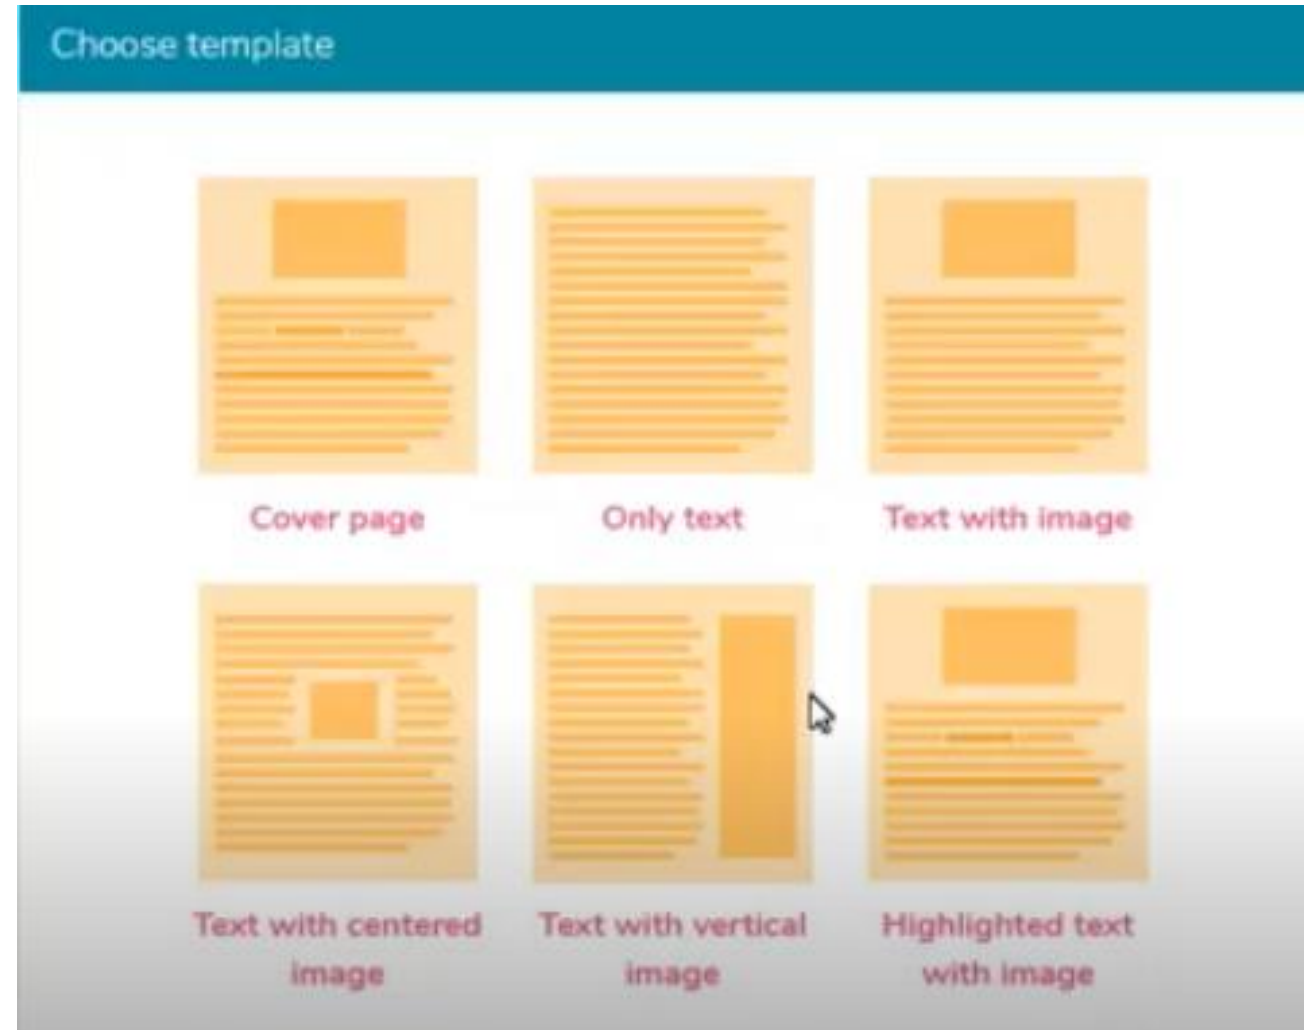 Choose template
Cover page
Only text
Text with image
Text with centered
image
Text with vertical
image
Highlighted text
with image